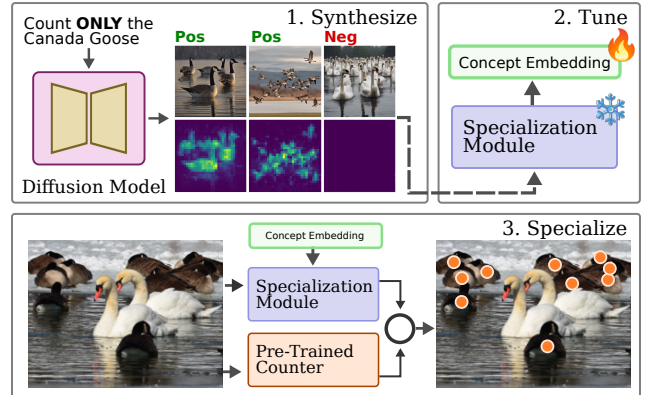 Count ONLY the
Canada Goose
1. Synthesize
Pos
Pos
Neg
Diffusion Model
2. Tune
Concept Embedding
Specialization
Module
3. Specialize
Concept Embedding
Specialization
Module
Pre-Trained
Counter